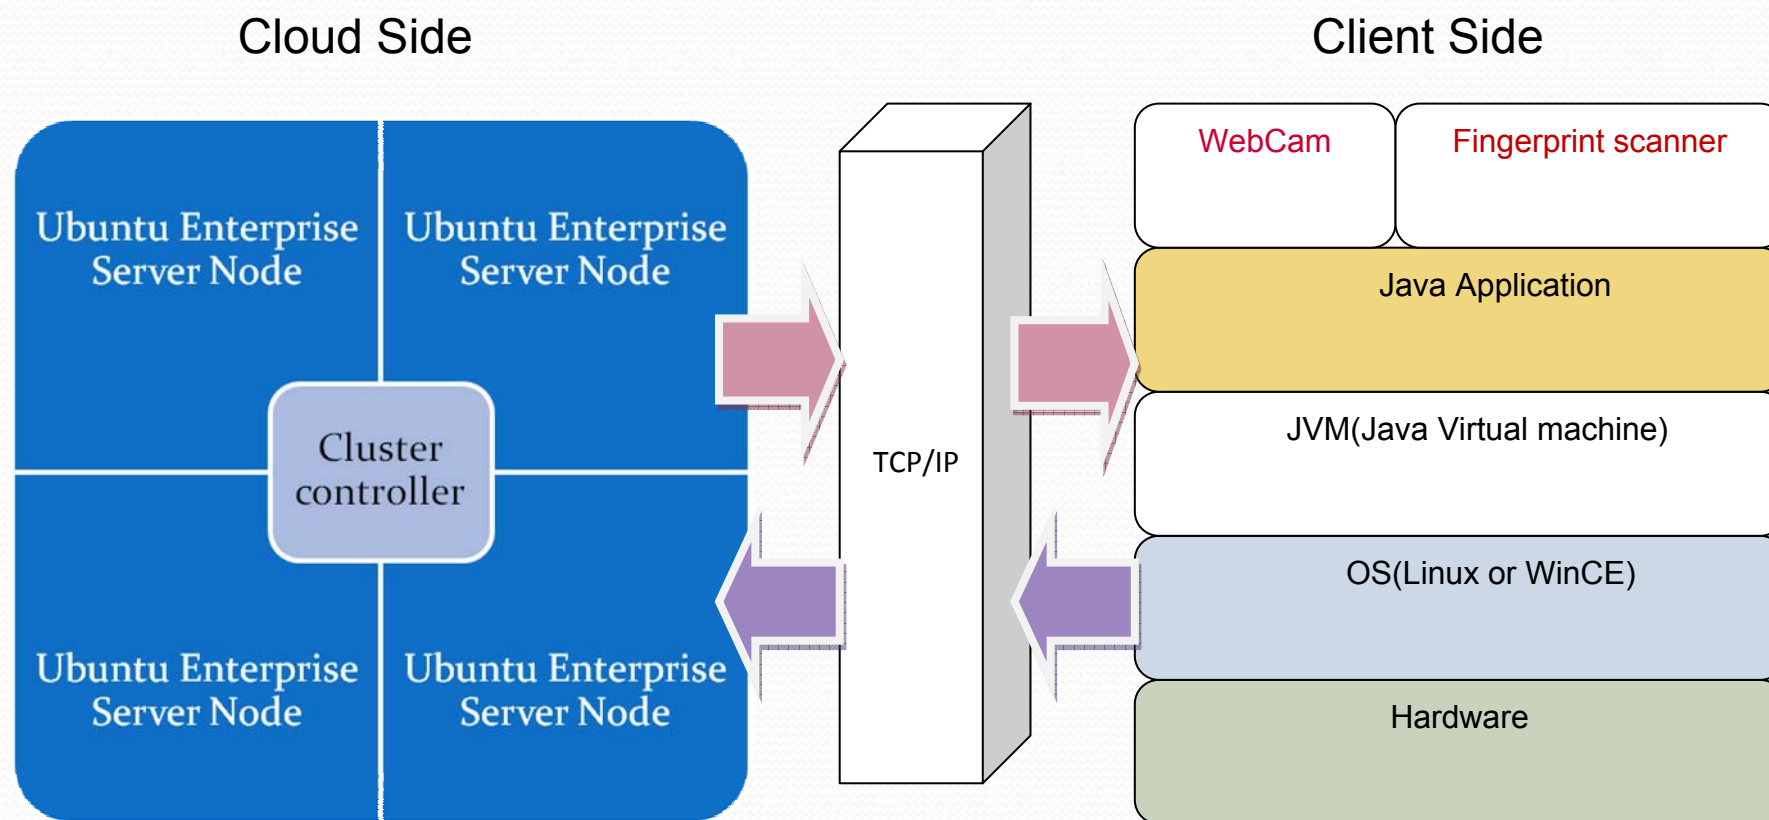 Cloud Side
Client Side
Ubuntu Enterprise
Server Node
Ubuntu Enterprise
Server Node
Cluster
controller
Ubuntu Enterprise
Server Node
Ubuntu Enterprise
Server Node
TCP/IP
WebCam
Fingerprint scanner
Java Application
JVM(Java Virtual machine)
OS(Linux or WinCE)
Hardware